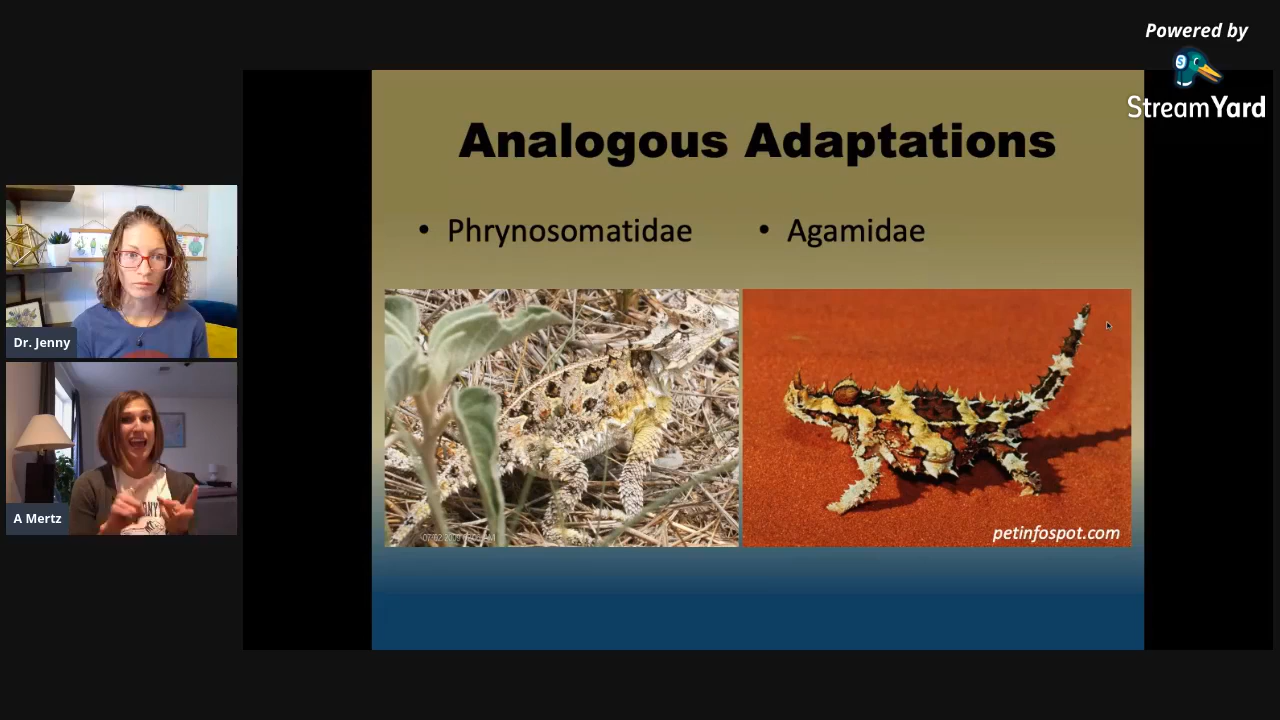 Powered by
StreamYard
Analogous Adaptations
• Phrynosomatidae
• Agamidae
Dr. Jenny
A Mertz
petinfospot.com